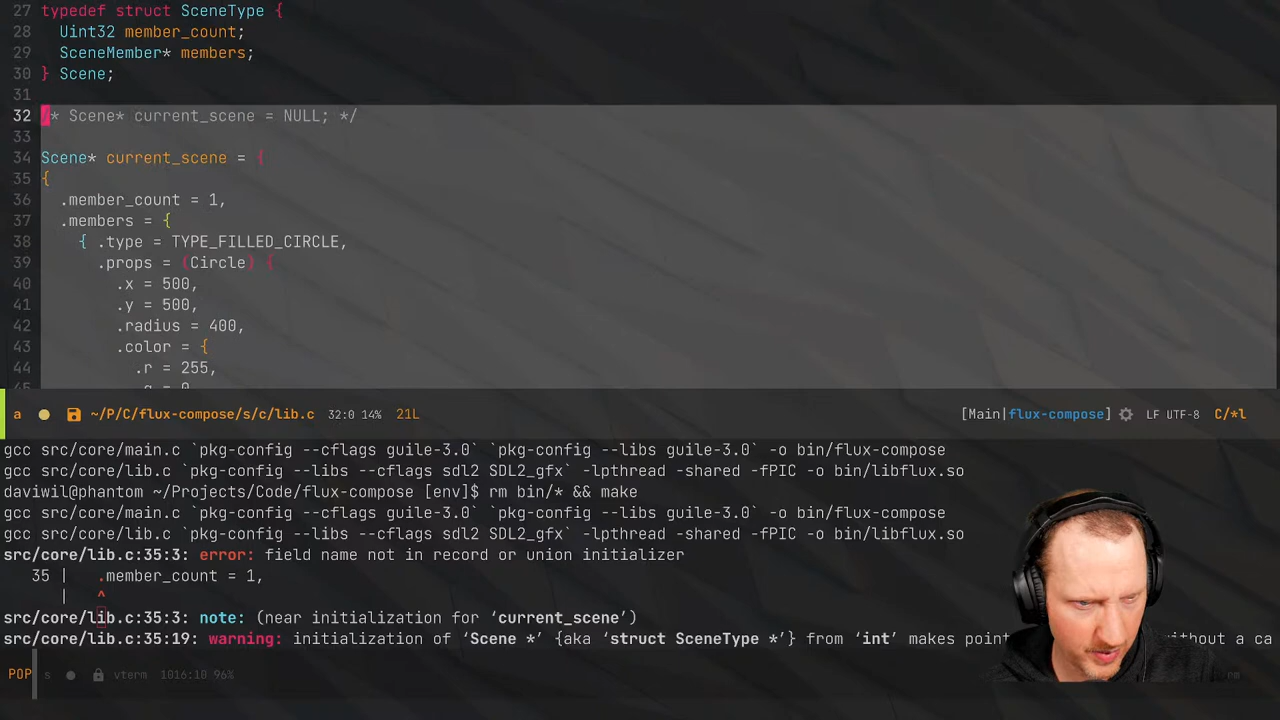 27 typedef struct SceneType {
28   Uint32 member_count;
29   SceneMember* members;
30 } Scene;
31
32 /* Scene* current_scene = NULL; */
33
34 Scene* current_scene = {
35 {
36   .member_count = 1,
37   .members = {
38     { .type = TYPE_FILLED_CIRCLE,
39       .props = (Circle) {
40         .x = 500,
41         .y = 500,
42         .radius = 400,
43         .color = {
44           .r = 255,
a ~/P/C/flux-compose/s/c/lib.c 32:0 14% 21L [Main|flux-compose] LF UTF-8 C/*l
gcc src/core/main.c `pkg-config --cflags guile-3.0` `pkg-config --libs guile-3.0` -o bin/flux-compose
gcc src/core/lib.c `pkg-config --libs --cflags sdl2 SDL2_gfx` -lpthread -shared -fPIC -o bin/libflux.so
daviwil@phantom ~/Projects/Code/flux-compose [env]$ rm bin/* && make
gcc src/core/main.c `pkg-config --cflags guile-3.0` `pkg-config --libs guile-3.0` -o bin/flux-compose
gcc src/core/lib.c `pkg-config --libs --cflags sdl2 SDL2_gfx` -lpthread -shared -fPIC -o bin/libflux.so
src/core/lib.c:35:3: error: field name not in record or union initializer
35 |   .member_count = 1,
|   ^
src/core/lib.c:35:3: note: (near initialization for ‘current_scene’)
src/core/lib.c:35:19: warning: initialization of ‘Scene *’ {aka ‘struct SceneType *’} from ‘int’ makes point ithout a ca
POP s vterm 1016:10 96% rm